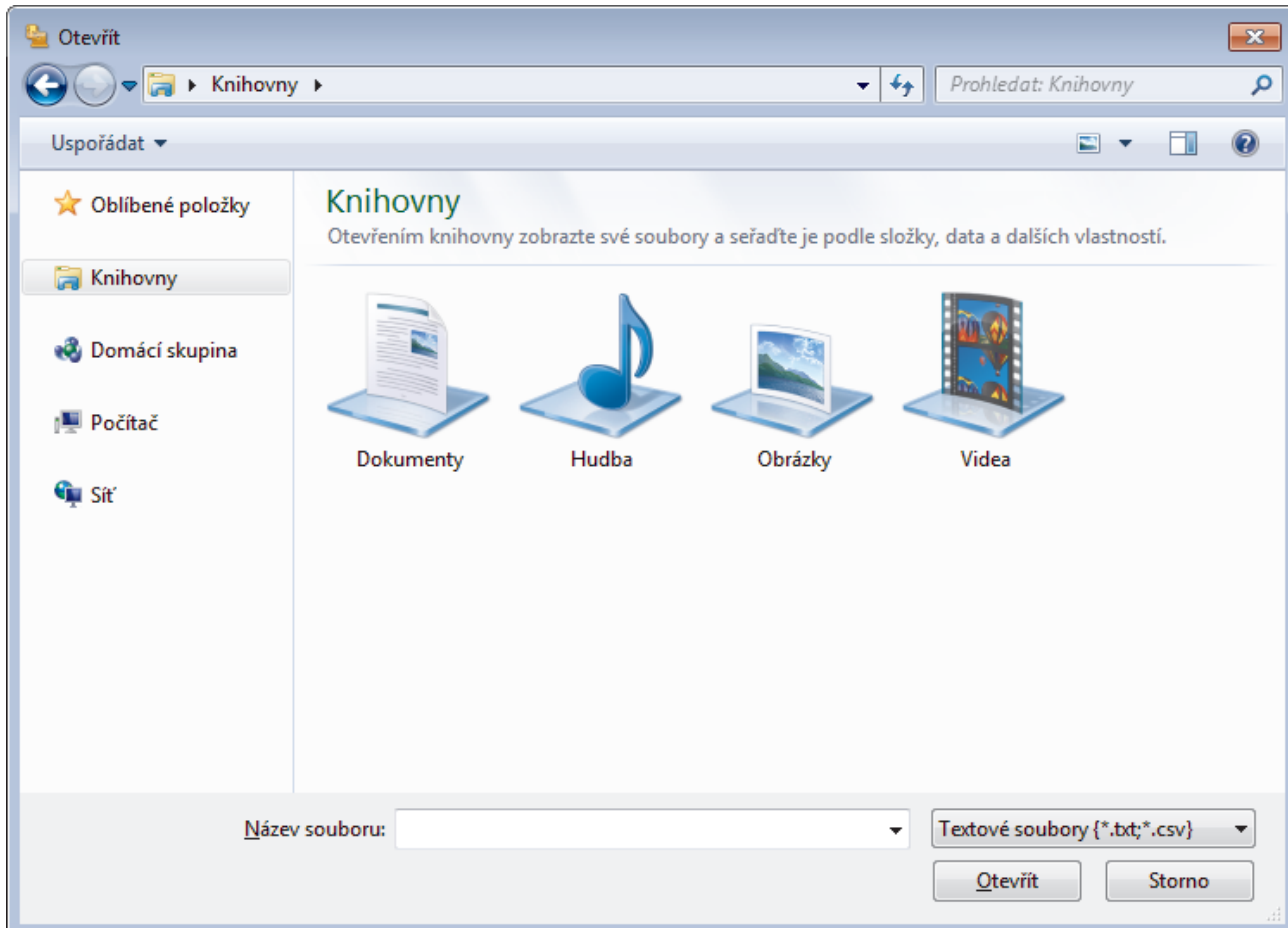 Otevřít
Knihovny
Prohledat: Knihovny
Uspořádat
Oblíbené položky
Knihovny
Domácí skupina
Počítač
Síť
Knihovny
Otevřením knihovny zobrazte své soubory a seřaďte je podle složky, data a dalších vlastností.
Dokumenty
Hudba
Obrázky
Videa
Název souboru:
Textové soubory {*.txt;*.csv}
Otevřít
Storno